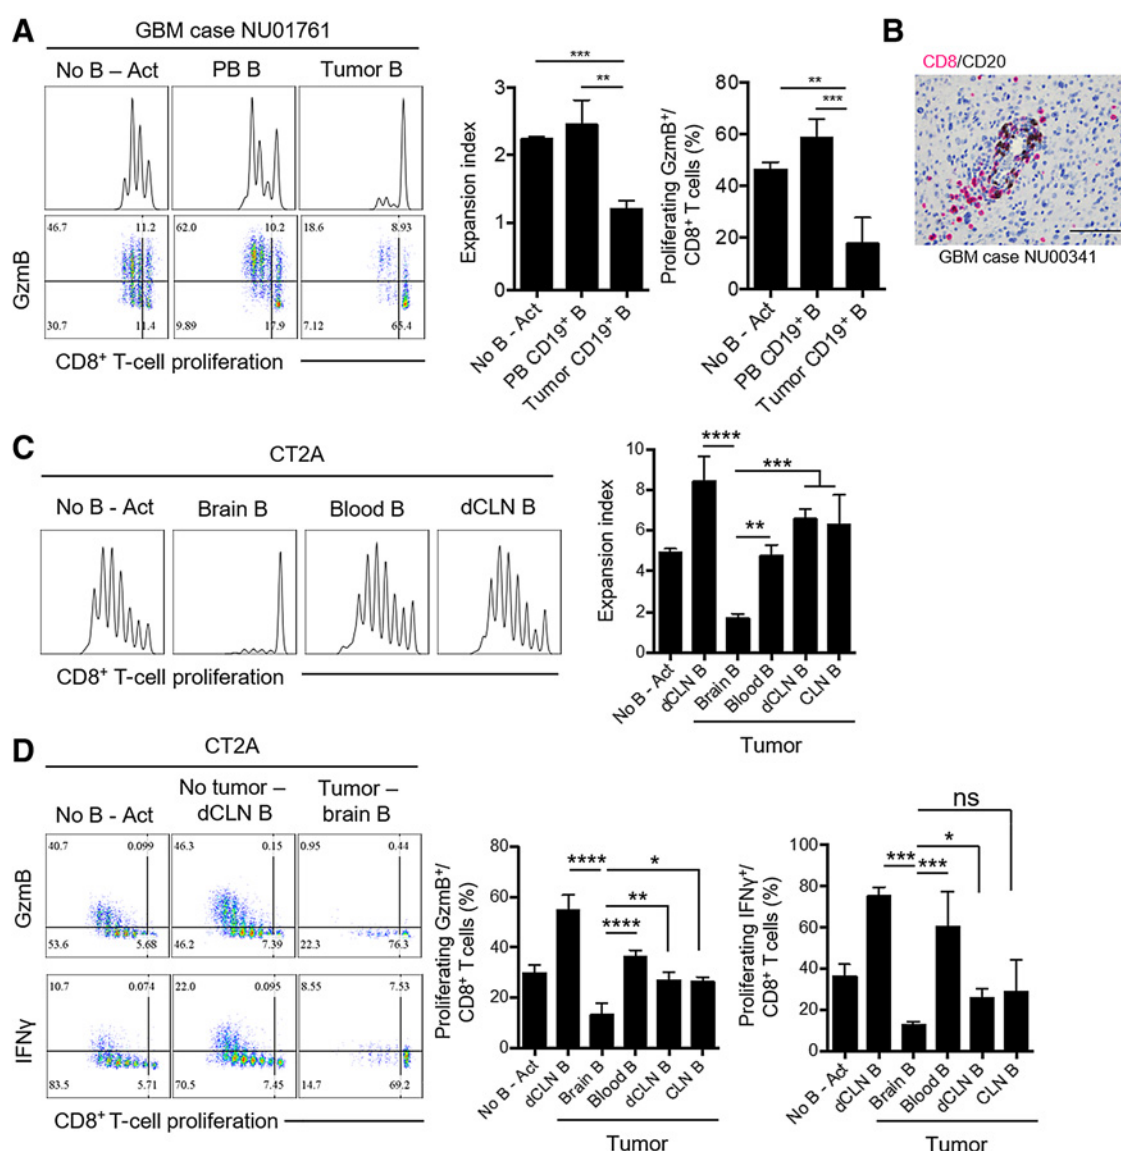 A
GBM case NU01761
No B – Act
PB B
Tumor B
46.7
11.2
62.0
10.2
18.6
8.93
GzmB
30.7
11.4
9.89
17.9
7.12
65.4
CD8⁺ T-cell proliferation
Expansion index
3
2
1
0
***
**
No B - Act
PB CD19⁺ B
Tumor CD19⁺ B
Proliferating GzmB⁺/
CD8⁺ T cells (%)
80
60
40
20
0
**
***
No B - Act
PB CD19⁺ B
Tumor CD19⁺ B
B
CD8/CD20
GBM case NU00341
C
CT2A
No B - Act
Brain B
Blood B
dCLN B
CD8⁺ T-cell proliferation
Expansion index
10
8
6
4
2
0
****
***
**
No B - Act
dCLN B
Brain B
Blood B
dCLN B
CLN B
Tumor
D
CT2A
No B - Act
No tumor –
dCLN B
Tumor –
brain B
40.7
0.099
46.3
0.15
0.95
0.44
GzmB
53.6
5.68
46.2
7.39
22.3
76.3
10.7
0.074
22.0
0.095
8.55
7.53
IFNγ
83.5
5.71
70.5
7.45
14.7
69.2
CD8⁺ T-cell proliferation
Proliferating GzmB⁺/
CD8⁺ T cells (%)
80
60
40
20
0
****
*
**
****
No B - Act
dCLN B
Brain B
Blood B
dCLN B
CLN B
Tumor
Proliferating IFNγ⁺/
CD8⁺ T cells (%)
100
80
60
40
20
0
ns
*
***
***
No B - Act
dCLN B
Brain B
Blood B
dCLN B
CLN B
Tumor